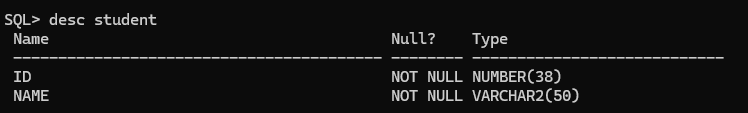 SQL> desc student
Name Null? Type
----------------------------------------- -------- ----------------------------
ID NOT NULL NUMBER(38)
NAME NOT NULL VARCHAR2(50)